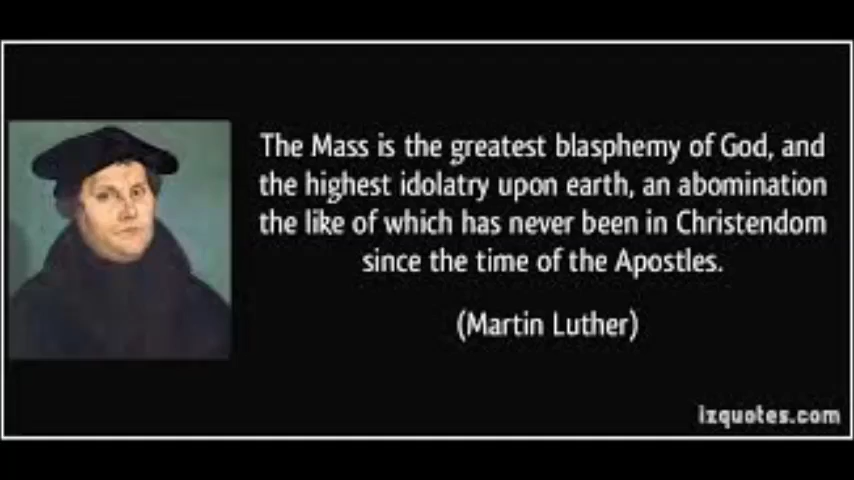 The Mass is the greatest blasphemy of God, and
the highest idolatry upon earth, an abomination
the like of which has never been in Christendom
since the time of the Apostles.
(Martin Luther)
izquotes.com